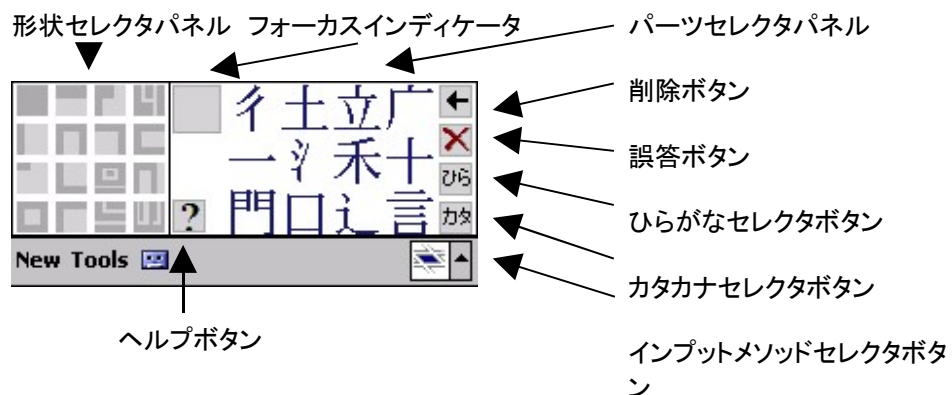 形状セレクタパネル フォーカスインディケータ パーツセレクタパネル
削除ボタン
誤答ボタン
ひらがなセレクタボタン
カタカナセレクタボタン
インプットメソッドセレクタボタ
ン
彳土立广
一氵禾十
門口辶言
ひら
カタ
?
New Tools
ヘルプボタン